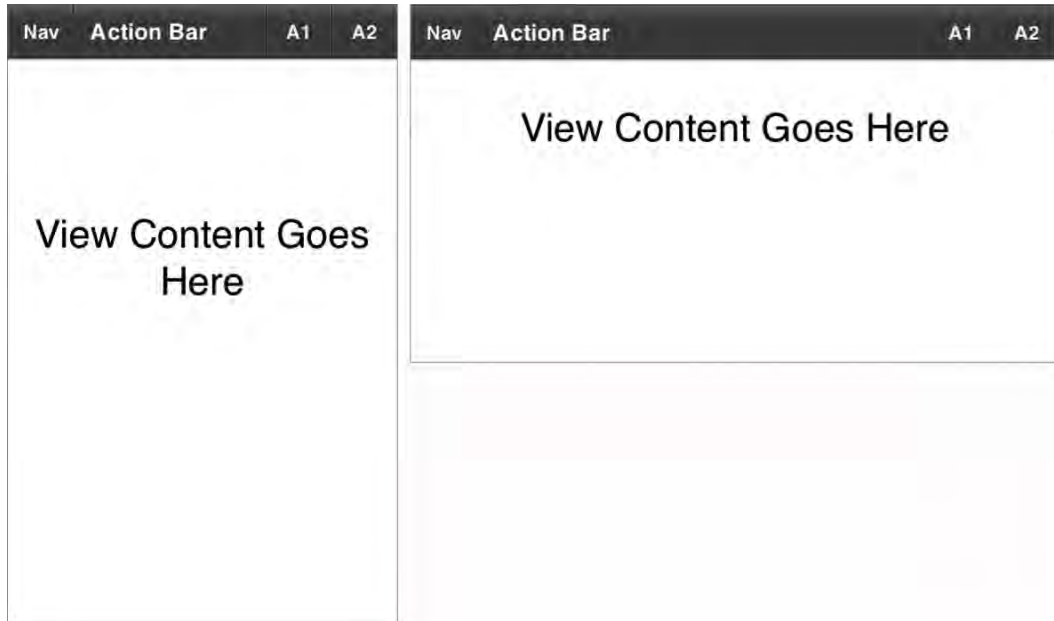 Nav Action Bar A1 A2
View Content Goes
Here
Nav Action Bar A1 A2
View Content Goes Here